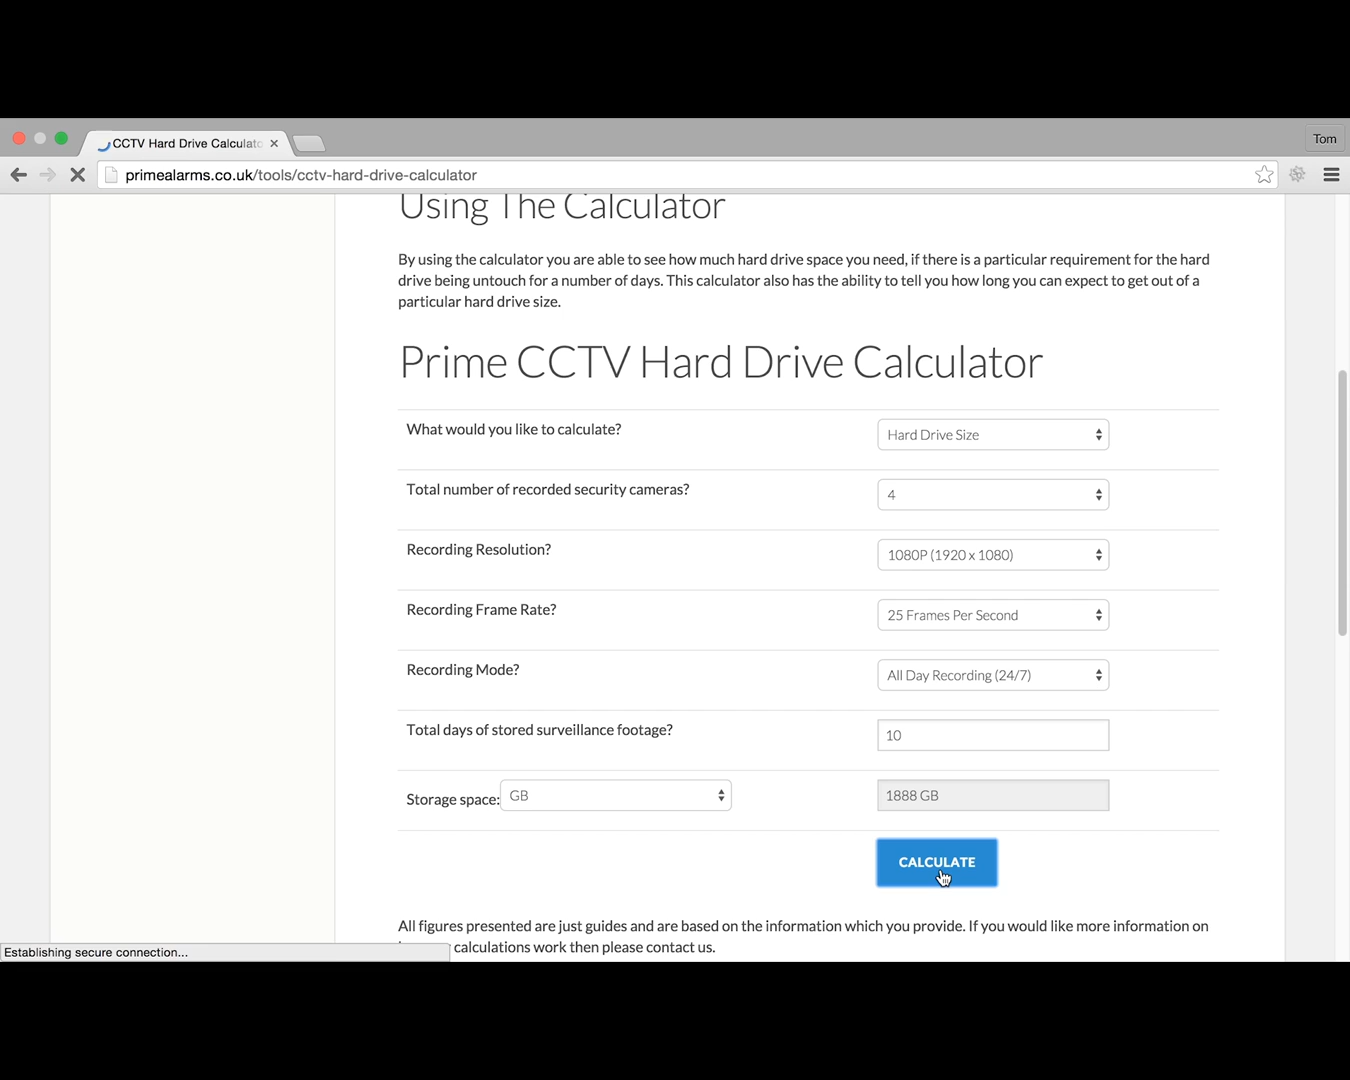 CCTV Hard Drive Calculato
Tom
primealarms.co.uk/tools/cctv-hard-drive-calculator
Using The Calculator
By using the calculator you are able to see how much hard drive space you need, if there is a particular requirement for the hard
drive being untouch for a number of days. This calculator also has the ability to tell you how long you can expect to get out of a
particular hard drive size.
Prime CCTV Hard Drive Calculator
What would you like to calculate? Hard Drive Size
Total number of recorded security cameras? 4
Recording Resolution? 1080P (1920 x 1080)
Recording Frame Rate? 25 Frames Per Second
Recording Mode? All Day Recording (24/7)
Total days of stored surveillance footage? 10
Storage space: GB 1888 GB
CALCULATE
All figures presented are just guides and are based on the information which you provide. If you would like more information on
calculations work then please contact us.
Establishing secure connection...